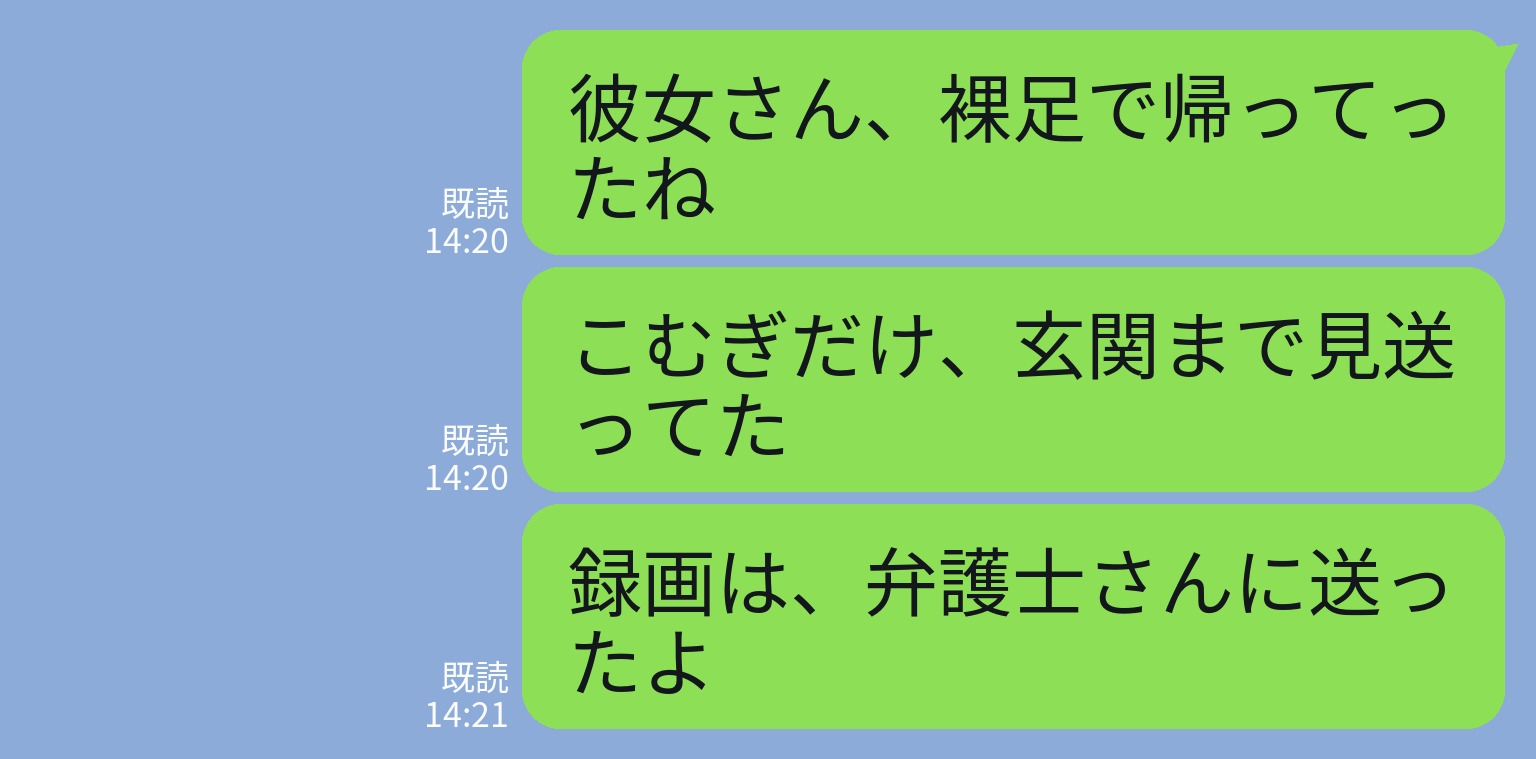 彼女さん、裸足で帰ってっ
たね
既読
14:20
こむぎだけ、玄関まで見送
ってた
既読
14:20
録画は、弁護士さんに送っ
たよ
既読
14:21